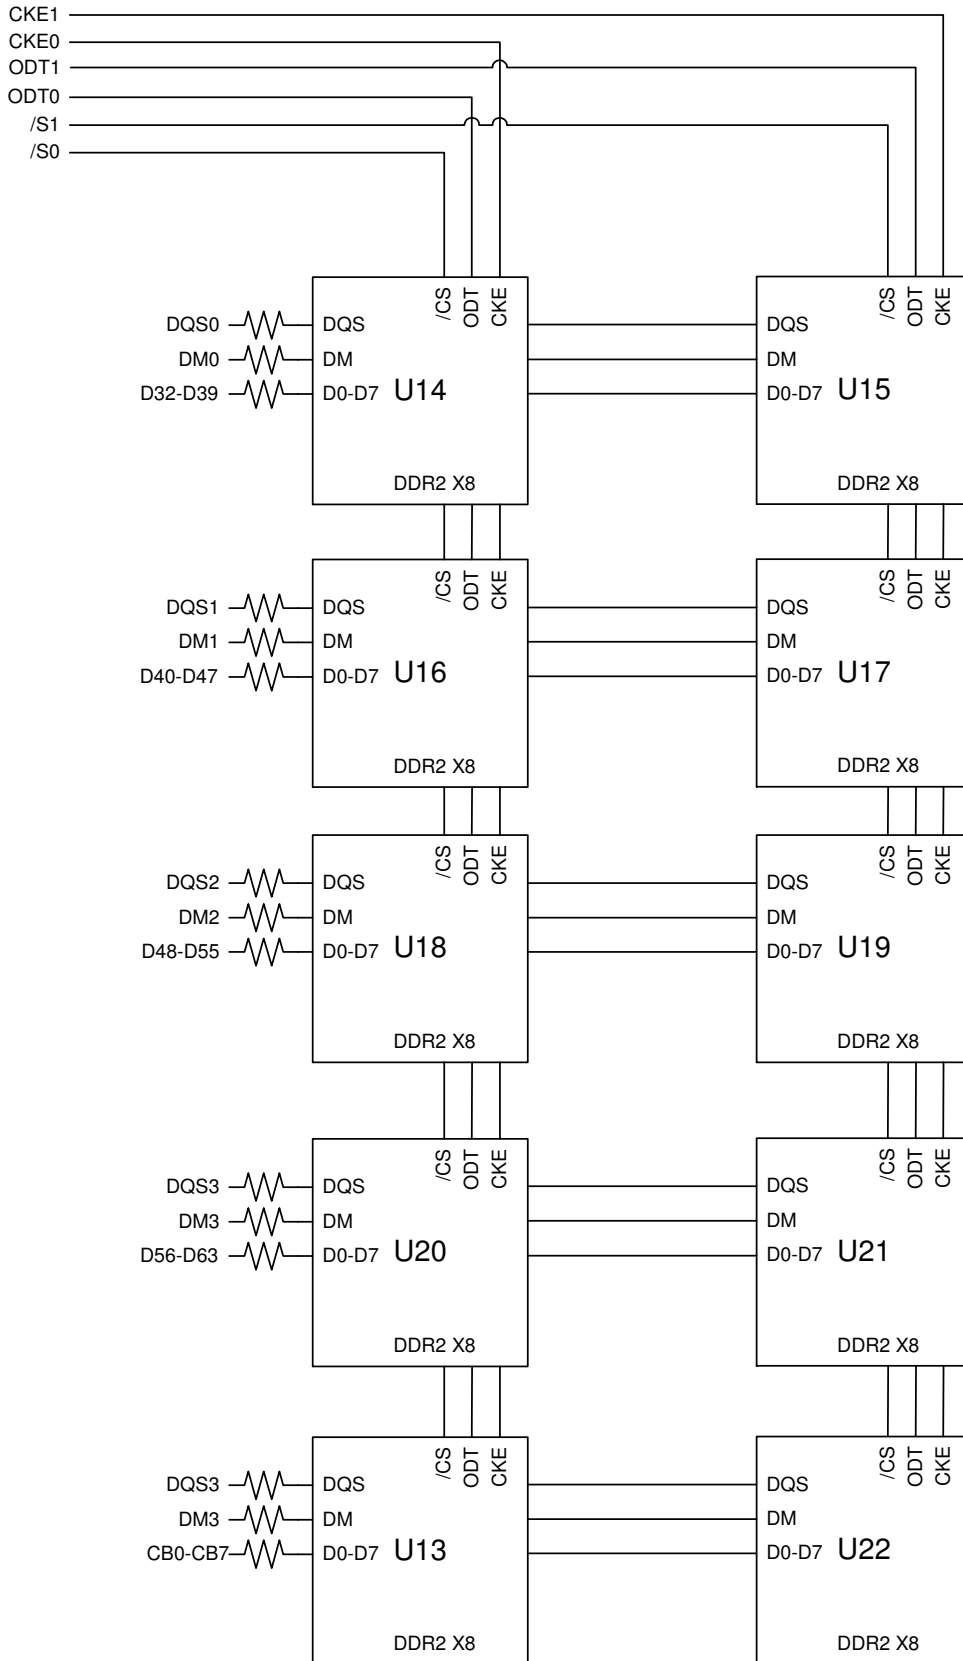 CKE1
CKE0
ODT1
ODT0
/S1
/S0
/CS ODT CKE /CS ODT CKE
DQS0 DQS DQS
DM0 DM DM
D32-D39 D0-D7 U14 D0-D7 U15
DDR2 X8 DDR2 X8
/CS ODT CKE /CS ODT CKE
DQS1 DQS DQS
DM1 DM DM
D40-D47 D0-D7 U16 D0-D7 U17
DDR2 X8 DDR2 X8
/CS ODT CKE /CS ODT CKE
DQS2 DQS DQS
DM2 DM DM
D48-D55 D0-D7 U18 D0-D7 U19
DDR2 X8 DDR2 X8
/CS ODT CKE /CS ODT CKE
DQS3 DQS DQS
DM3 DM DM
D56-D63 D0-D7 U20 D0-D7 U21
DDR2 X8 DDR2 X8
/CS ODT CKE /CS ODT CKE
DQS3 DQS DQS
DM3 DM DM
CB0-CB7 D0-D7 U13 D0-D7 U22
DDR2 X8 DDR2 X8